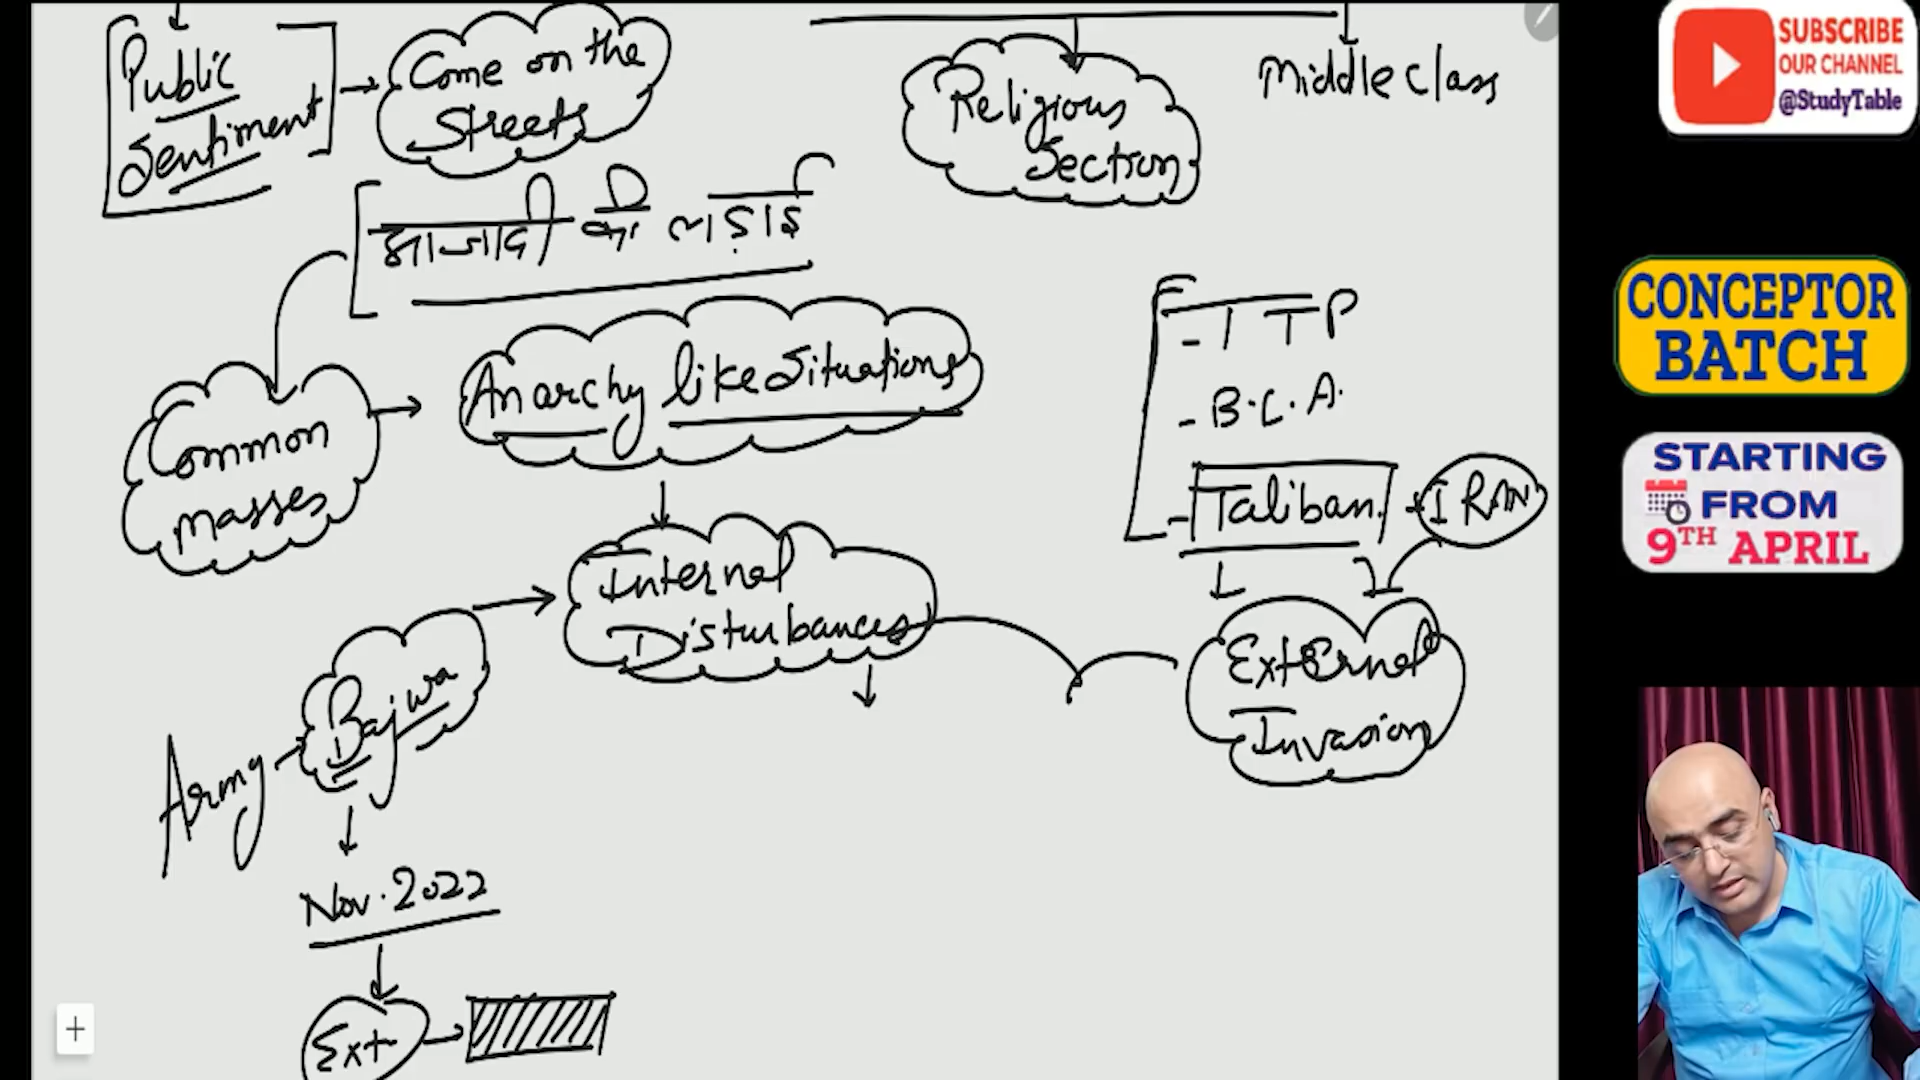 Public
Sentiment
Come on the
Streets
Religious
Section
Middle Class
आजादी की लड़ाई
Common
Masses
Anarchy like Situations
- T T P
- B.L.A.
- Taliban
IRAN
Internal
Disturbances
External
Invasion
Army
Bajwa
Nov. 2022
Ext
+
SUBSCRIBE
OUR CHANNEL
@StudyTable
CONCEPTOR
BATCH
STARTING
FROM
9TH APRIL